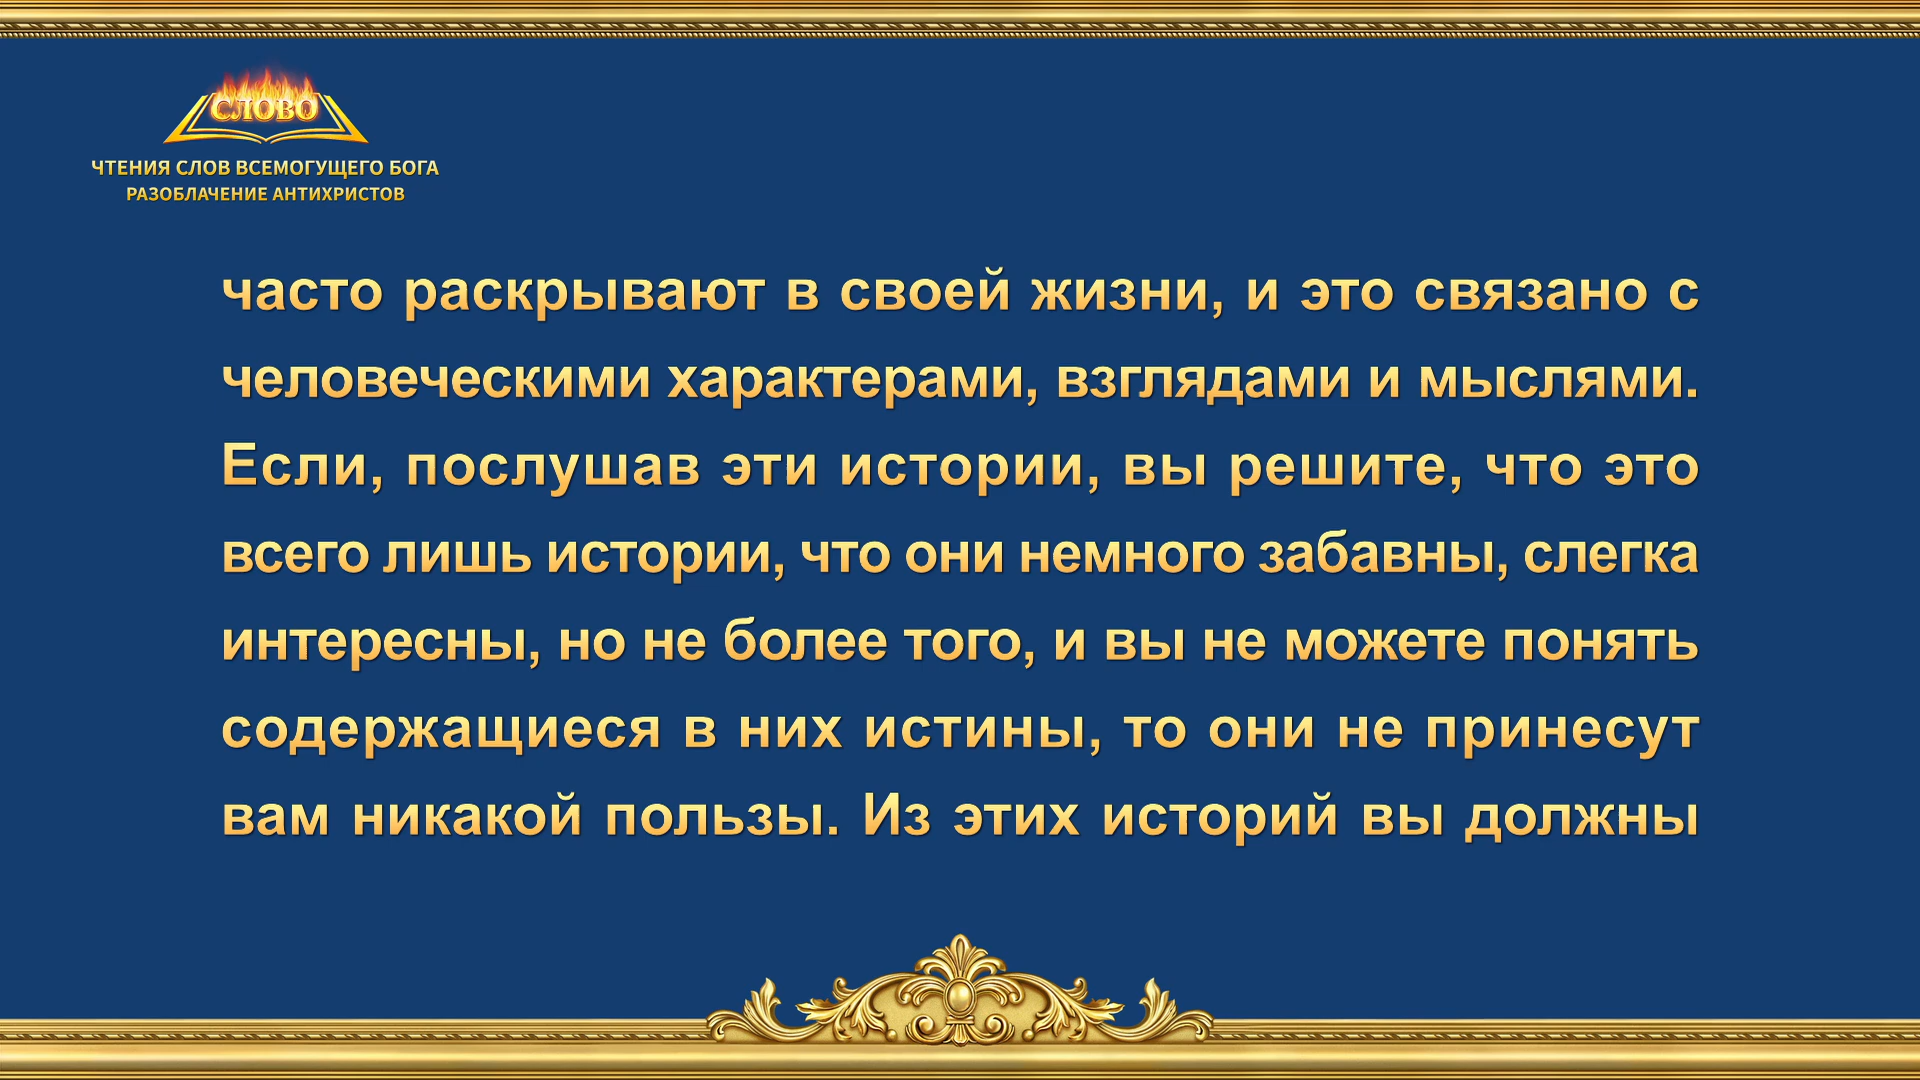 СЛОВО
ЧТЕНИЯ СЛОВ ВСЕМОГУЩЕГО БОГА
РАЗОБЛАЧЕНИЕ АНТИХРИСТОВ
часто раскрывают в своей жизни, и это связано с
человеческими характерами, взглядами и мыслями.
Если, послушав эти истории, вы решите, что это
всего лишь истории, что они немного забавны, слегка
интересны, но не более того, и вы не можете понять
содержащиеся в них истины, то они не принесут
вам никакой пользы. Из этих историй вы должны